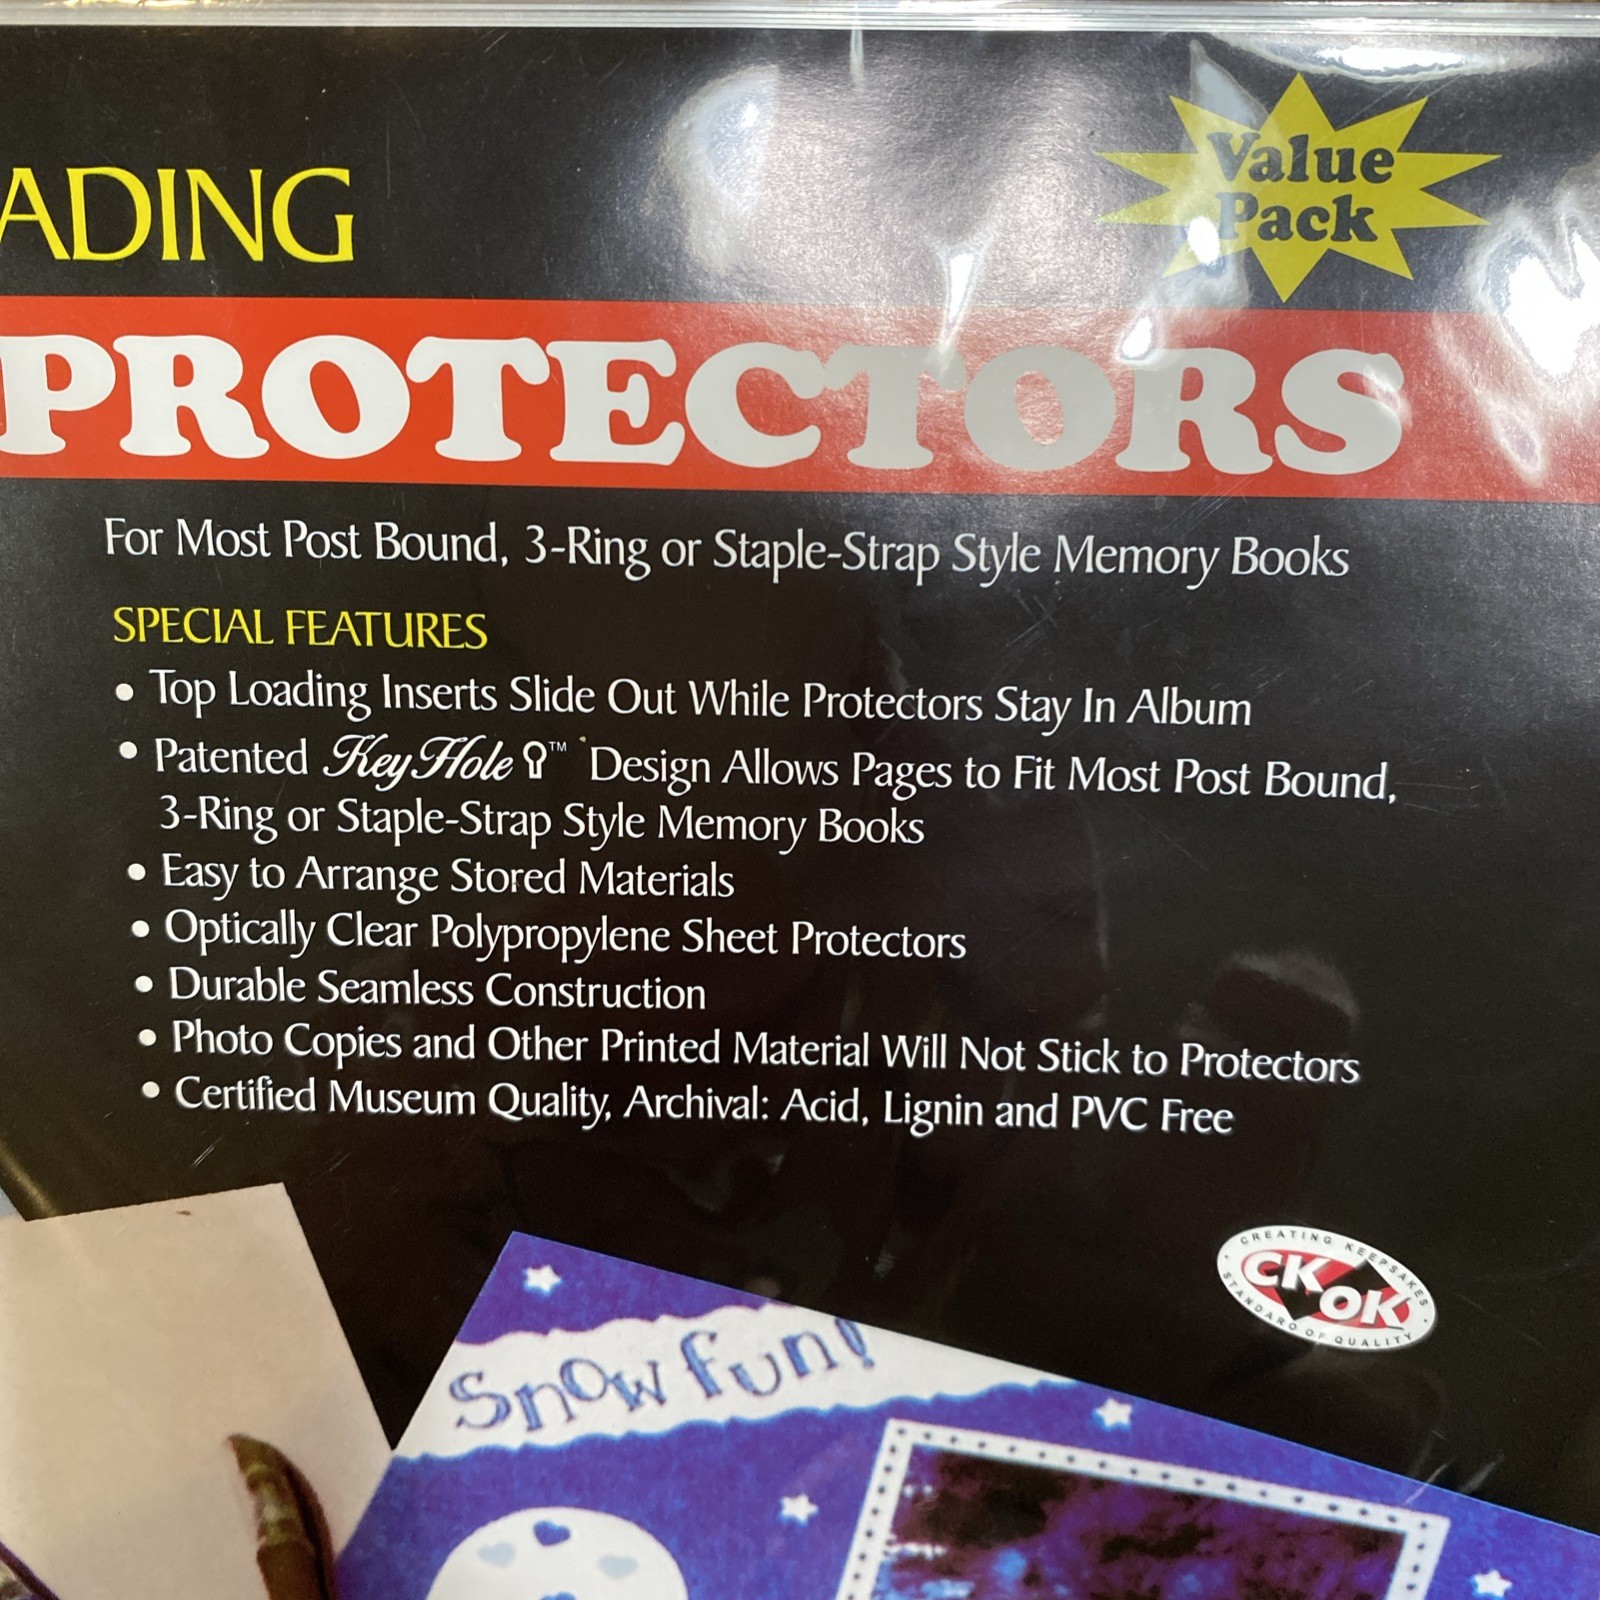 Value
Pack
ADING
PROTECTORS
For Most Post Bound, 3-Ring or Staple-Strap Style Memory Books
SPECIAL FEATURES
• Top Loading Inserts Slide Out While Protectors Stay In Album
• Patented KeyHole™ Design Allows Pages to Fit Most Post Bound,
3-Ring or Staple-Strap Style Memory Books
• Easy to Arrange Stored Materials
• Optically Clear Polypropylene Sheet Protectors
• Durable Seamless Construction
• Photo Copies and Other Printed Material Will Not Stick to Protectors
• Certified Museum Quality, Archival: Acid, Lignin and PVC Free
CREATING KEEPSAKES
CK OK
STANDARD OF QUALITY
Snow fun!